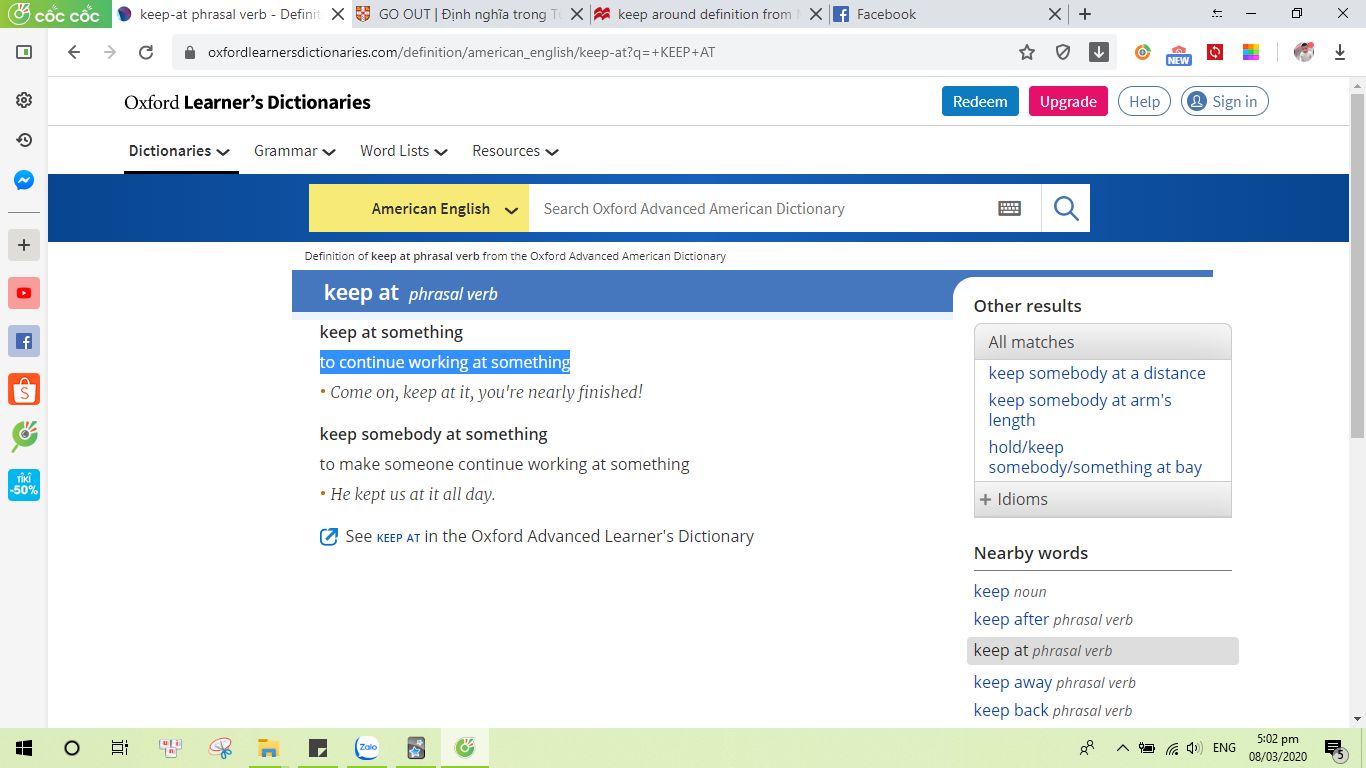 cốc cốc
keep-at phrasal verb - Definit
GO OUT | Định nghĩa trong T
keep around definition from
Facebook
oxfordlearnersdictionaries.com/definition/american_english/keep-at?q=+KEEP+AT
NEW
Oxford Learner's Dictionaries
Redeem
Upgrade
Help
Sign in
Dictionaries
Grammar
Word Lists
Resources
American English
Search Oxford Advanced American Dictionary
Definition of keep at phrasal verb from the Oxford Advanced American Dictionary
keep at phrasal verb
keep at something
to continue working at something
• Come on, keep at it, you're nearly finished!
keep somebody at something
to make someone continue working at something
• He kept us at it all day.
See KEEP AT in the Oxford Advanced Learner's Dictionary
Other results
All matches
keep somebody at a distance
keep somebody at arm's
length
hold/keep
somebody/something at bay
+ Idioms
Nearby words
keep noun
keep after phrasal verb
keep at phrasal verb
keep away phrasal verb
keep back phrasal verb
TIKI
-50%
Zalo
ENG
5:02 pm
08/03/2020
5